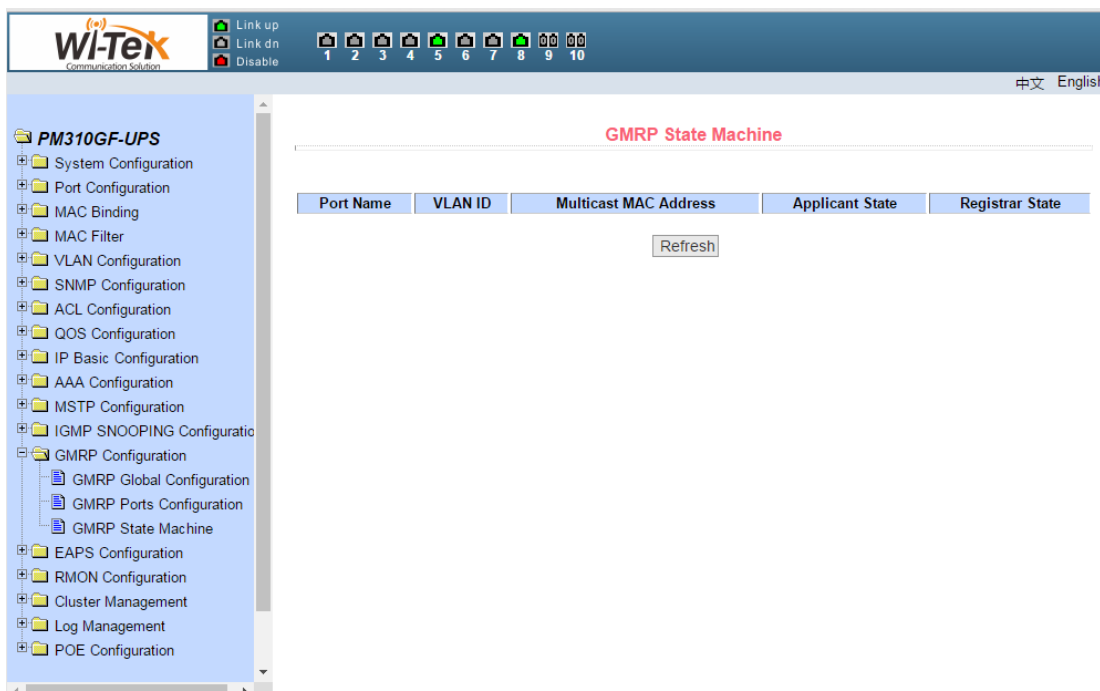 Wi-Tek
Communication Solution
Link up
Link dn
Disable
1 2 3 4 5 6 7 8 9 10
中文 English
PM310GF-UPS
System Configuration
Port Configuration
MAC Binding
MAC Filter
VLAN Configuration
SNMP Configuration
ACL Configuration
QOS Configuration
IP Basic Configuration
AAA Configuration
MSTP Configuration
IGMP SNOOPING Configuratio
GMRP Configuration
GMRP Global Configuration
GMRP Ports Configuration
GMRP State Machine
EAPS Configuration
RMON Configuration
Cluster Management
Log Management
POE Configuration
GMRP State Machine
Port Name VLAN ID Multicast MAC Address Applicant State Registrar State
Refresh